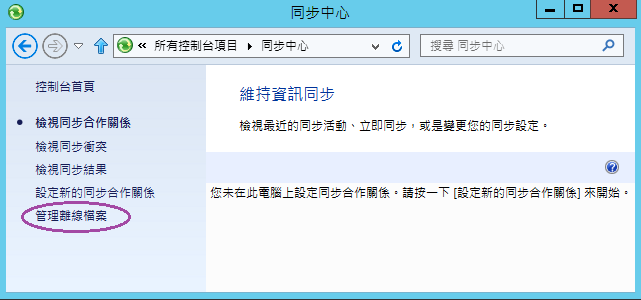 同步中心
« 所有控制台項目 ▶ 同步中心
搜尋 同步中心
控制台首頁
檢視同步合作關係
檢視同步衝突
檢視同步結果
設定新的同步合作關係
管理離線檔案
維持資訊同步
檢視最近的同步活動、立即同步，或是變更您的同步設定。
您未在此電腦上設定同步合作關係。請按一下 [設定新的同步合作關係] 來開始。